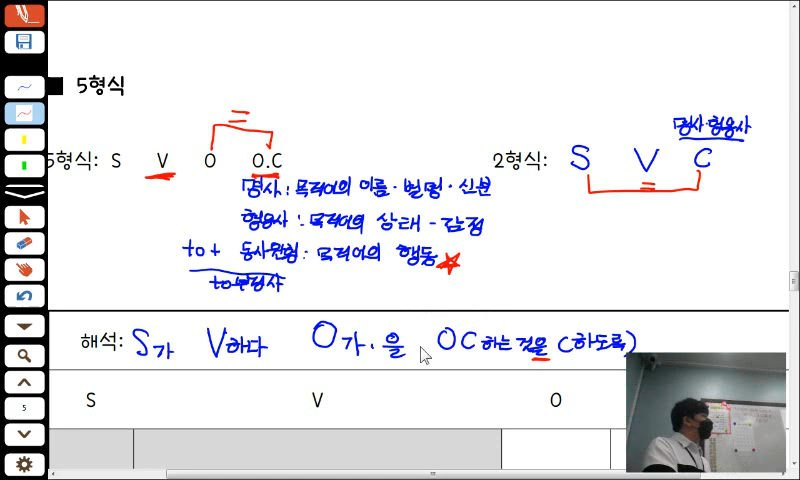 5형식
명사·형용사
5형식: S V O O.C
2형식: S V C
명사: 목적어의 이름·별명·신분
형용사: 목적어의 상태·감정
to + 동사원형: 목적어의 행동
to부정사
해석: S가 V하다 O가·을 OC하는 것을 (하도록)
S V O
5